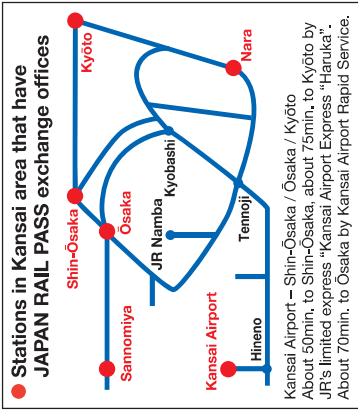 Stations in Kansai area that have
JAPAN RAIL PASS exchange offices
Kyōto
Nara
Shin-Ōsaka
Ōsaka
Kyobashi
JR Namba
Tennoji
Sannomiya
Kansai Airport
Hineno
Kansai Airport – Shin-Ōsaka / Ōsaka / Kyōto
About 50min. to Shin-Ōsaka, about 75min. to Kyōto by
JR's limited express "Kansai Airport Express "Haruka".
About 70min. to Ōsaka by Kansai Airport Rapid Service.